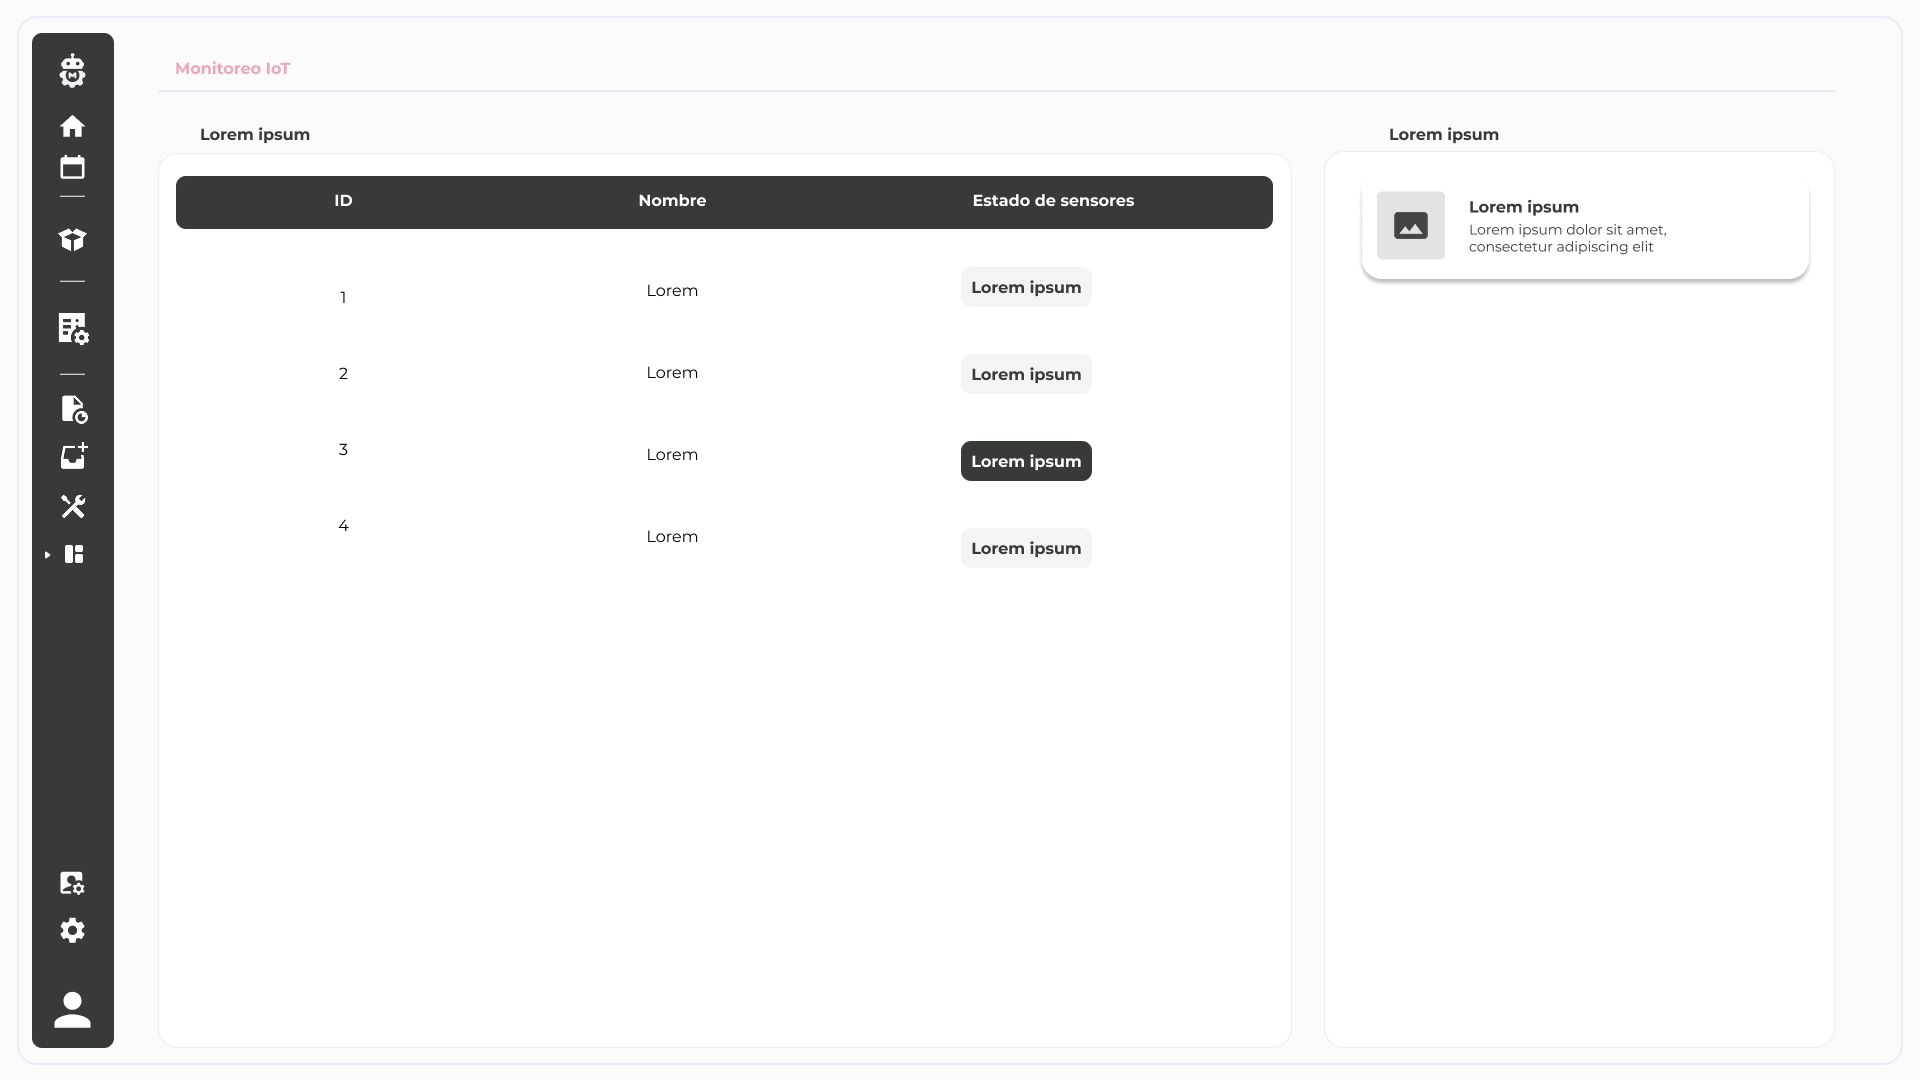 Monitoreo IoT
Lorem ipsum
ID Nombre Estado de sensores
1 Lorem Lorem ipsum
2 Lorem Lorem ipsum
3 Lorem Lorem ipsum
4 Lorem Lorem ipsum
Lorem ipsum
Lorem ipsum
Lorem ipsum dolor sit amet,
consectetur adipiscing elit
M